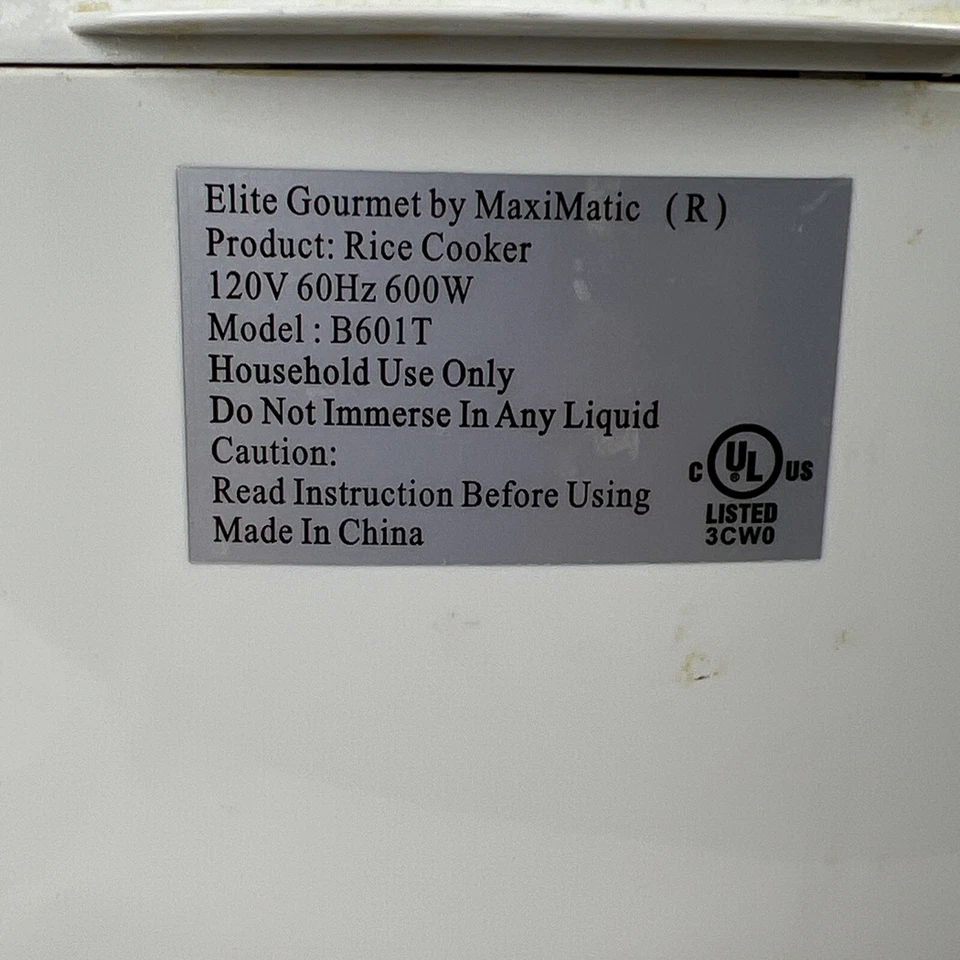 Elite Gourmet by MaxiMatic (R)
Product: Rice Cooker
120V 60Hz 600W
Model : B601T
Household Use Only
Do Not Immerse In Any Liquid
Caution:
Read Instruction Before Using
Made In China
C UL ® US
LISTED
3CW0